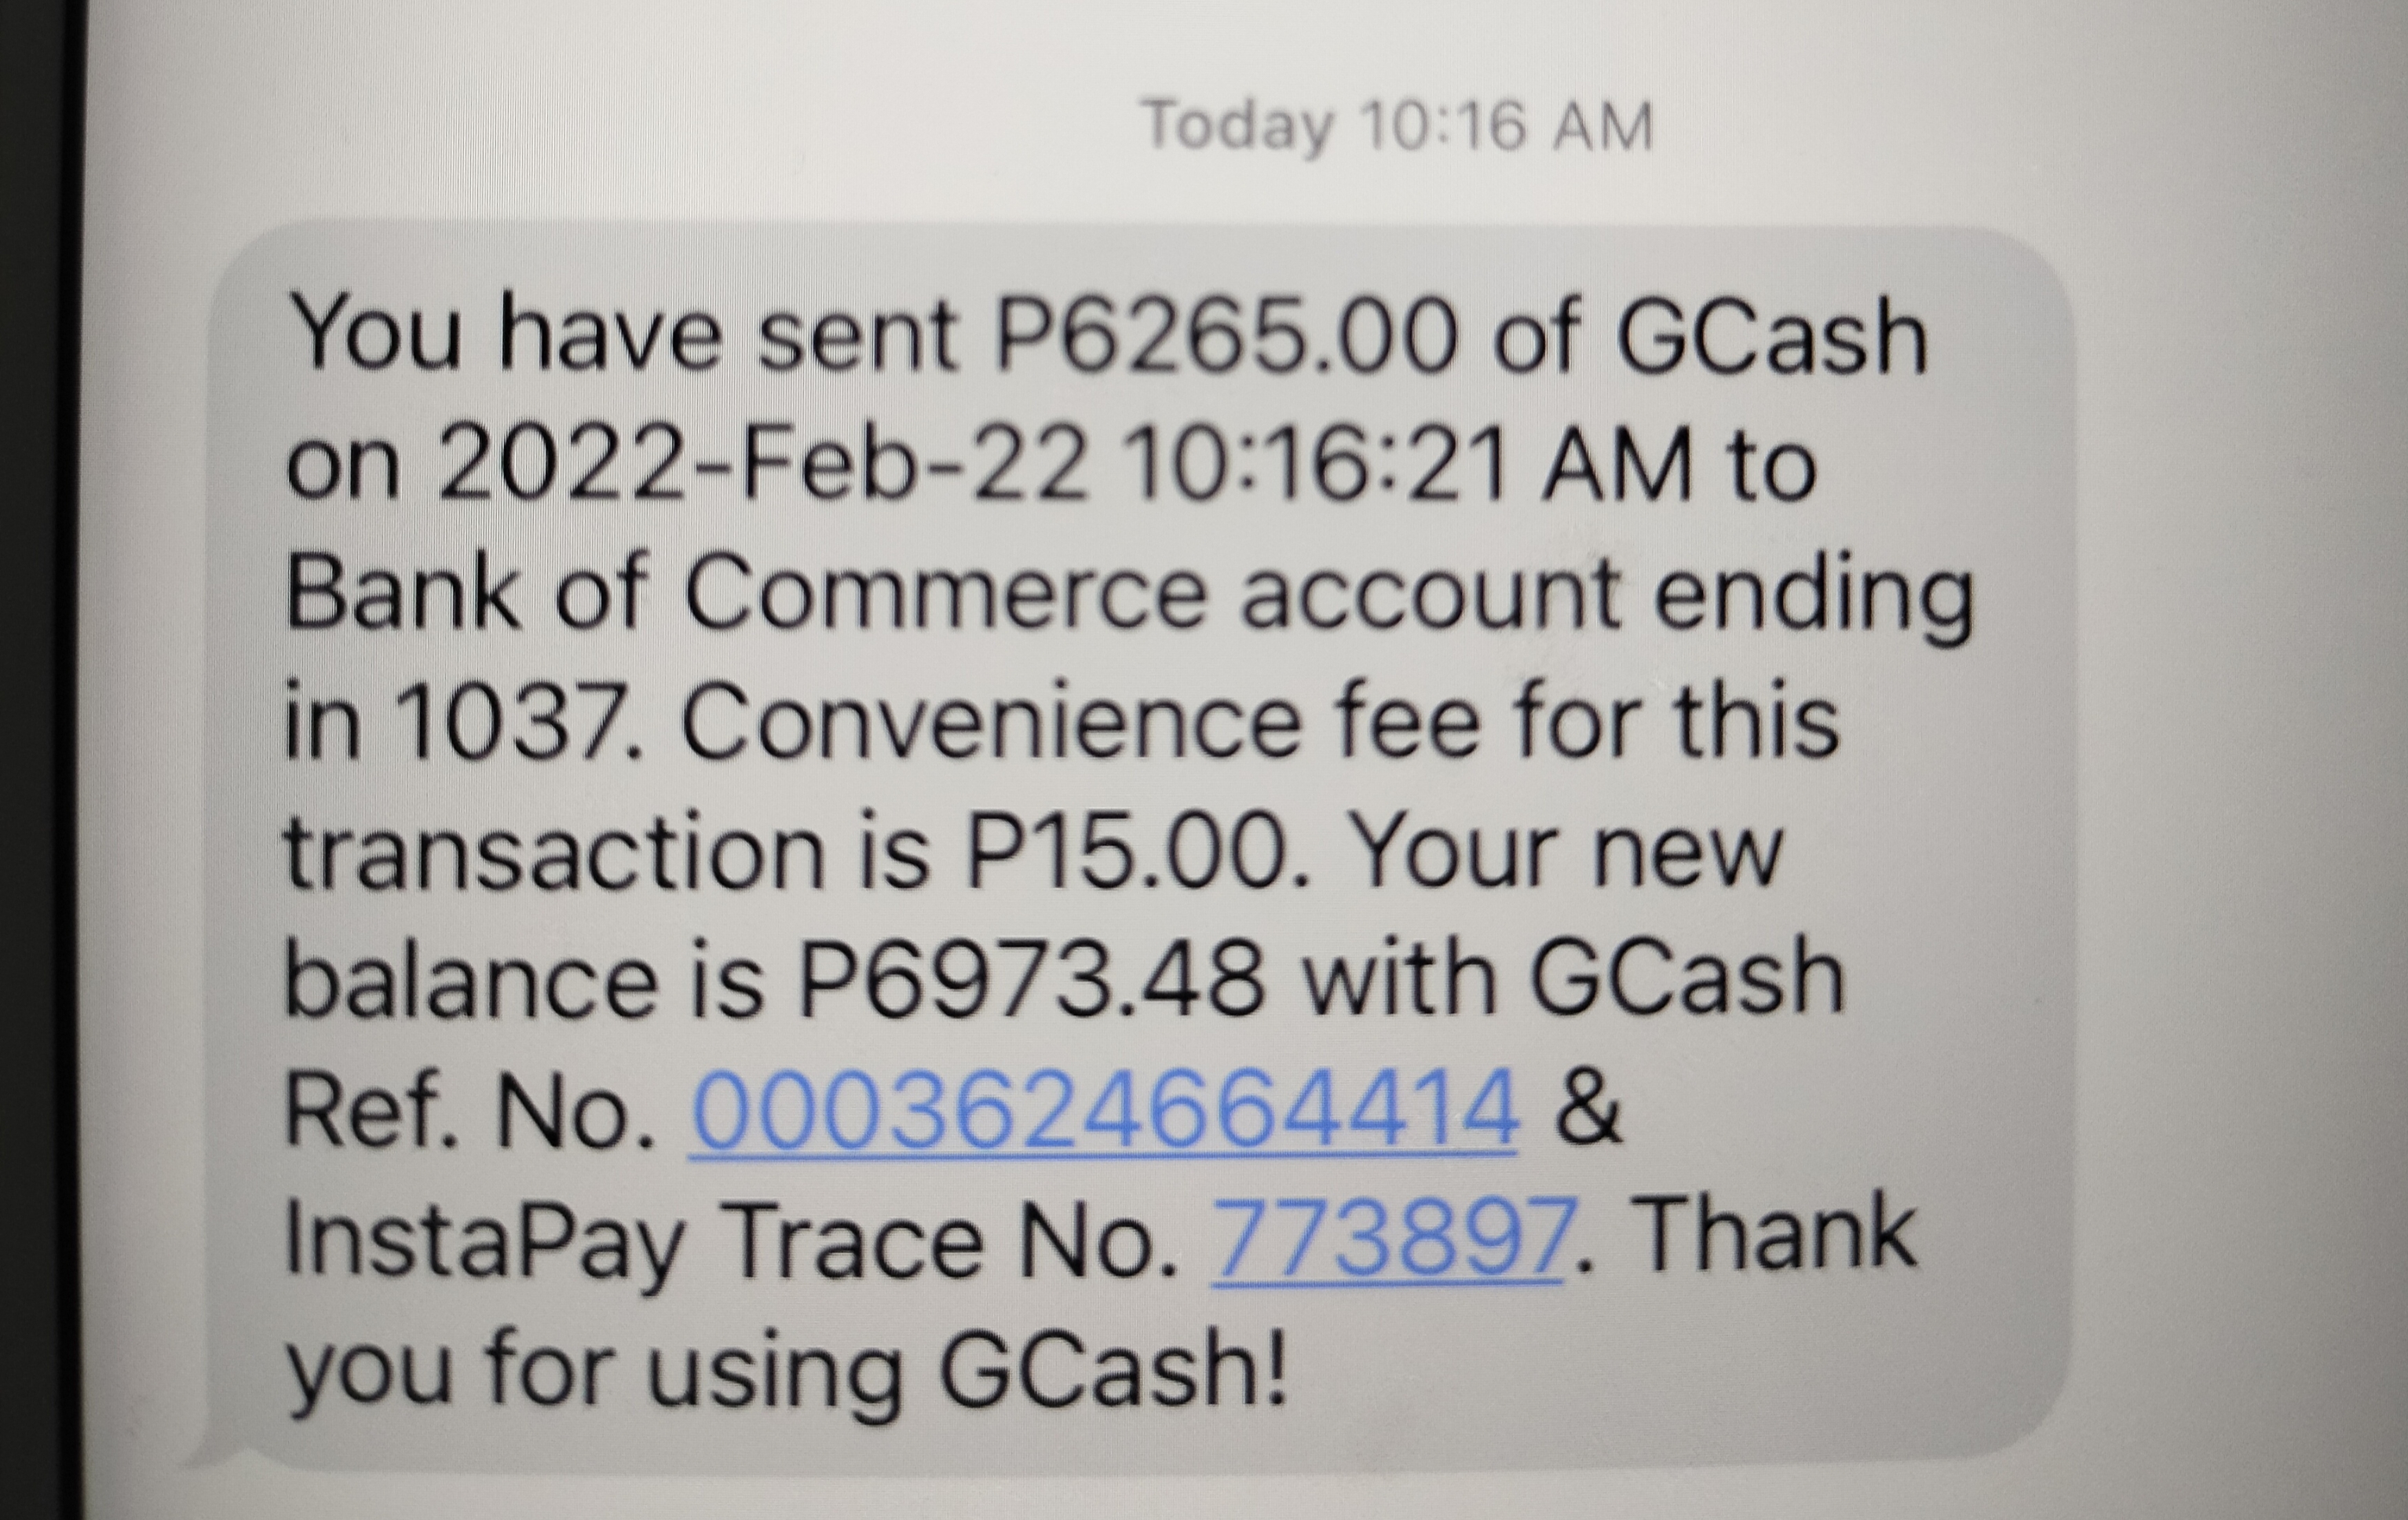 Today 10:16 AM
You have sent P6265.00 of GCash
on 2022-Feb-22 10:16:21 AM to
Bank of Commerce account ending
in 1037. Convenience fee for this
transaction is P15.00. Your new
balance is P6973.48 with GCash
Ref. No. 0003624664414 &
InstaPay Trace No. 773897. Thank
you for using GCash!